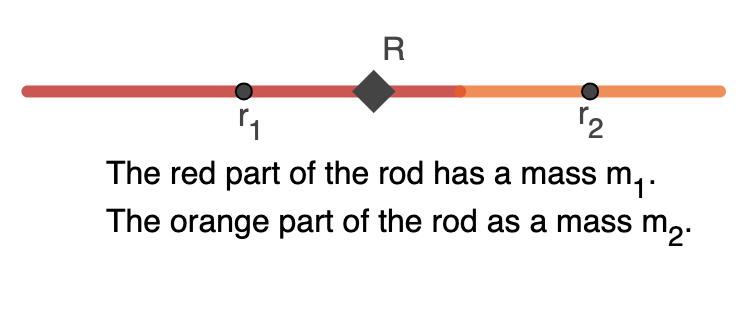 R
r₁ r₂
The red part of the rod has a mass m₁.
The orange part of the rod as a mass m₂.